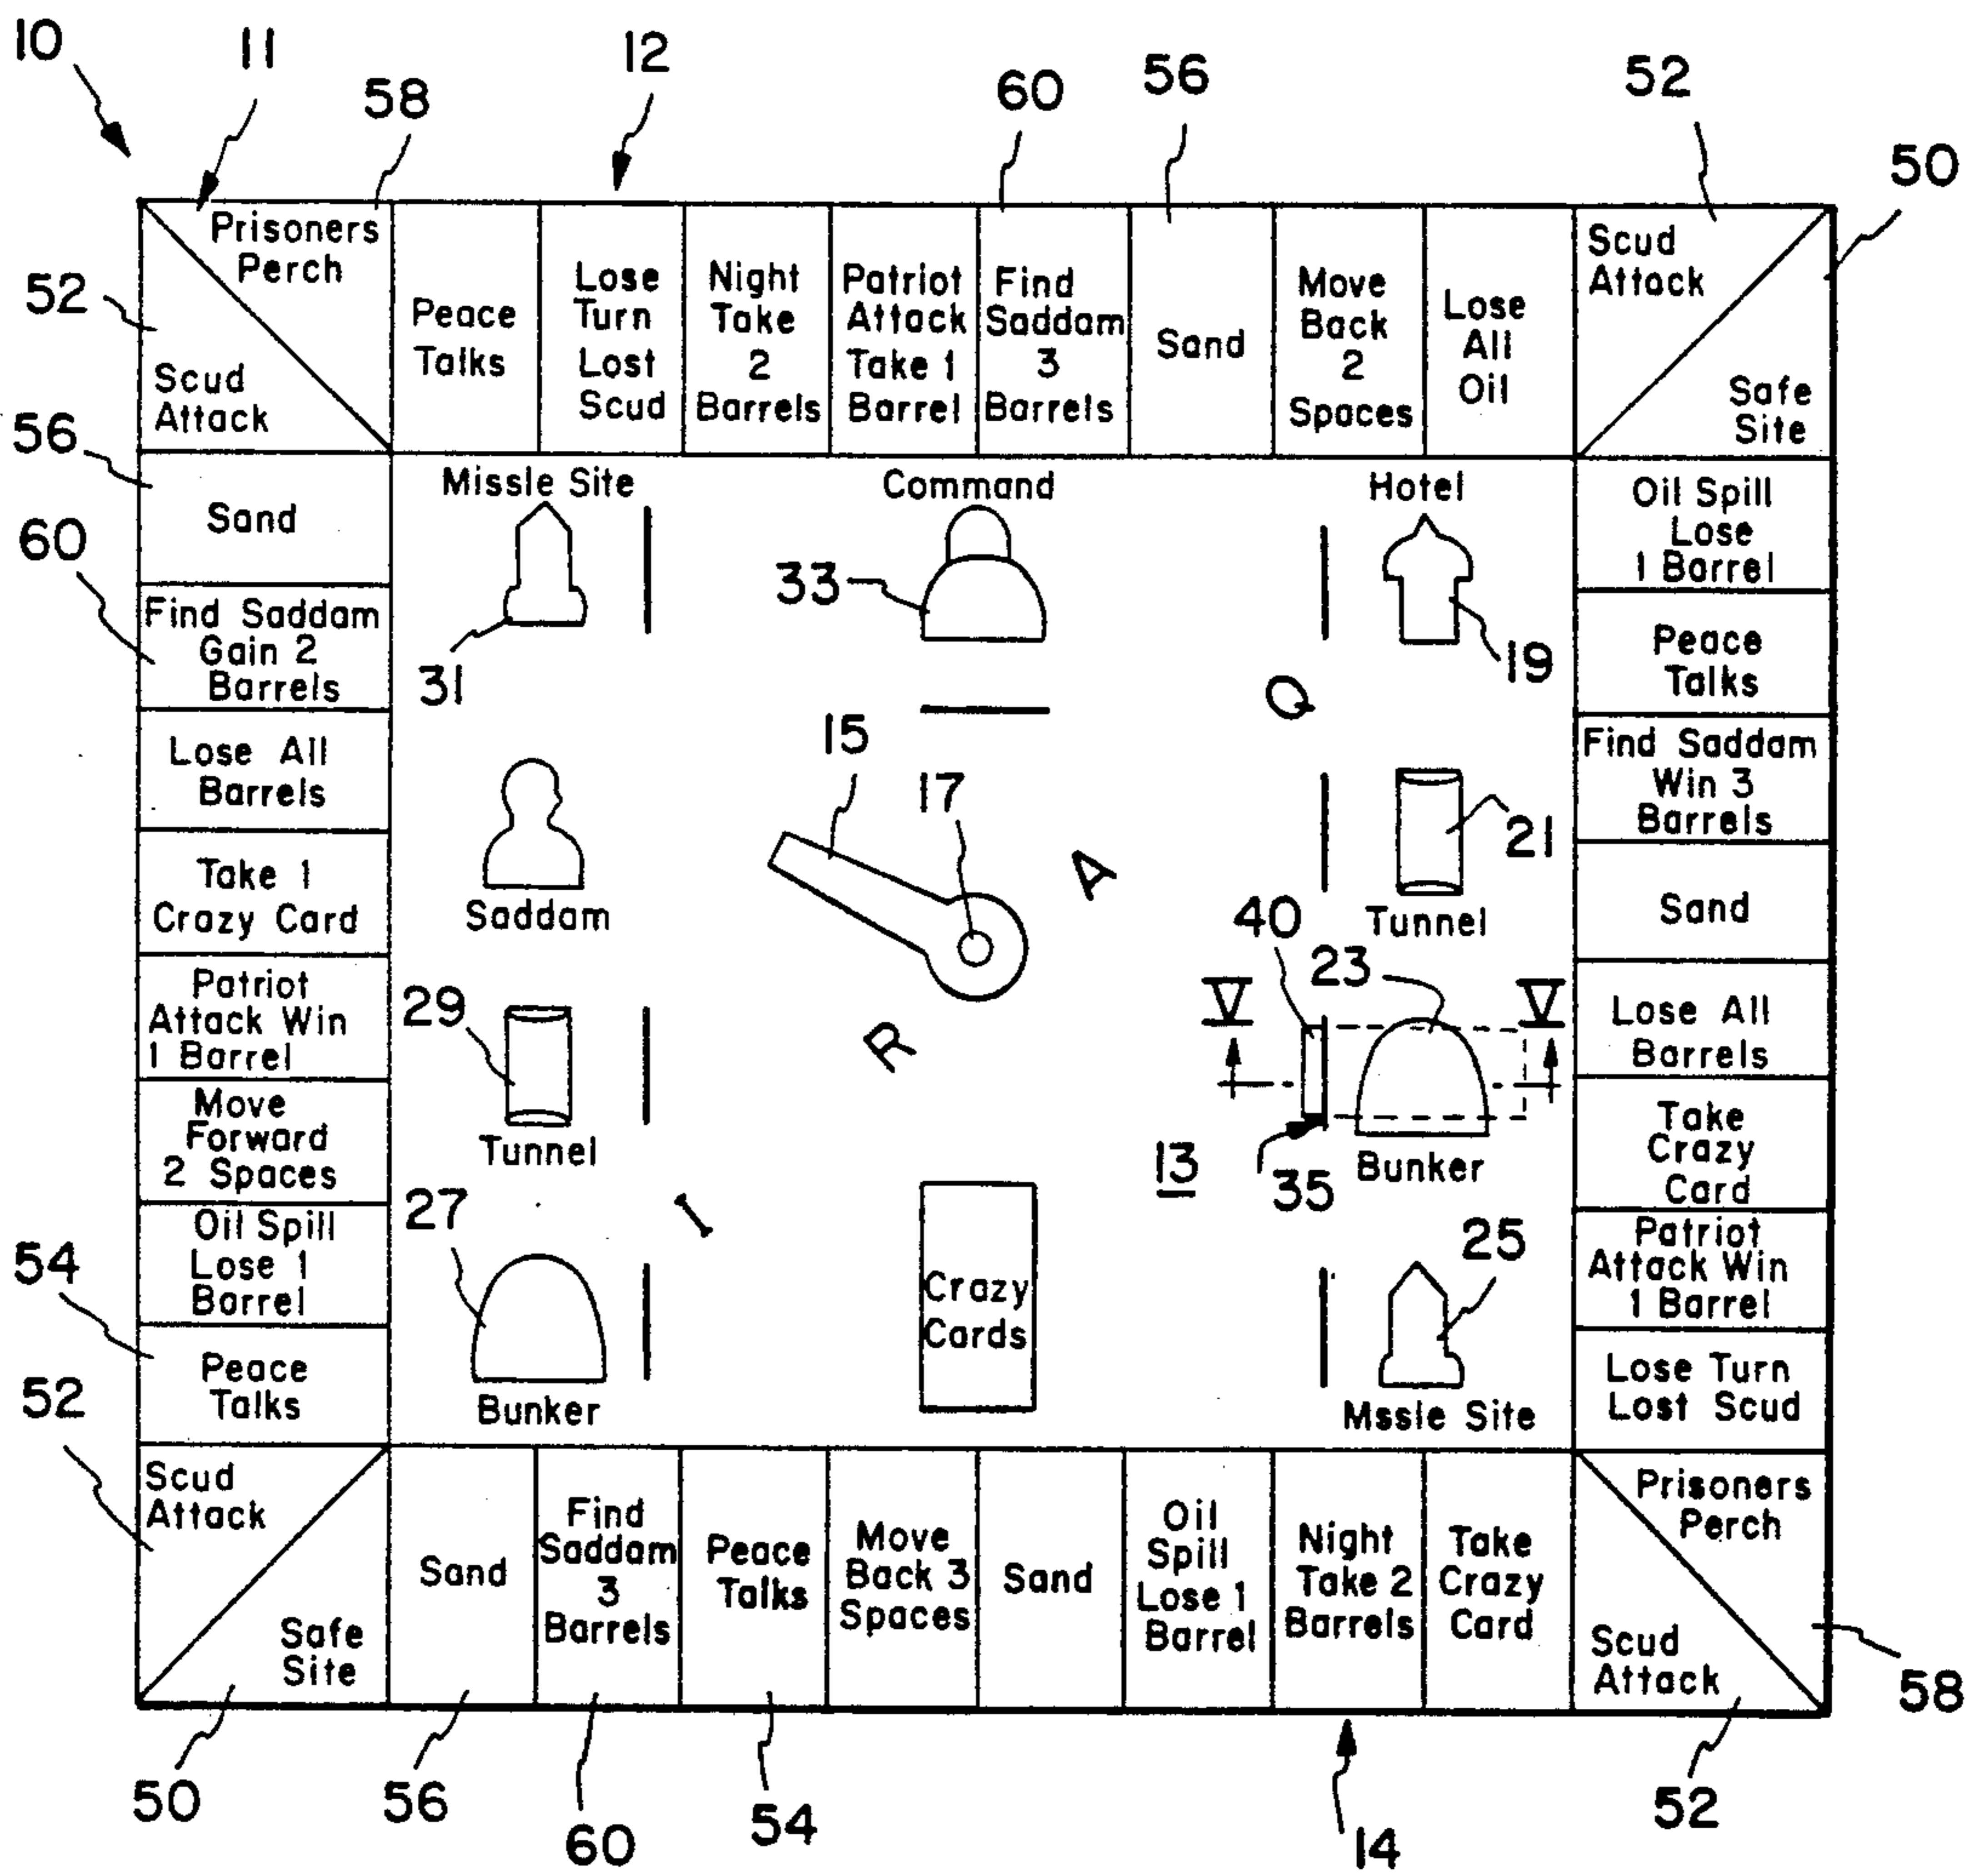 10
11
58
12
60
56
52
50
Prisoners
Perch
52
Scud
Attack
Peace
Talks
Lose
Turn
Lost
Scud
Night
Take
2
Barrels
Patriot
Attack
Take 1
Barrel
Find
Saddam
3
Barrels
Sand
Move
Back
2
Spaces
Lose
All
Oil
Scud
Attack
Safe
Site
56
Sand
60
Find Saddam
Gain 2
Barrels
Lose All
Barrels
Take 1
Crazy Card
Patriot
Attack Win
1 Barrel
Move
Forward
2 Spaces
Oil Spill
Lose 1
Barrel
54
Peace
Talks
52
Missle Site
31
Command
33
Hotel
19
Q
15
17
A
R
I
Saddam
21
Tunnel
29
Tunnel
40
23
V
V
13
35
Bunker
27
Bunker
Crazy
Cards
25
Mssle Site
Oil Spill
Lose
1 Barrel
Peace
Talks
Find Saddam
Win 3
Barrels
Sand
Lose All
Barrels
Take
Crazy
Card
Patriot
Attack Win
1 Barrel
Lose Turn
Lost Scud
Scud
Attack
Safe
Site
Sand
Find
Saddam
3
Barrels
Peace
Talks
Move
Back 3
Spaces
Sand
Oil
Spill
Lose 1
Barrel
Night
Take 2
Barrels
Take
Crazy
Card
Prisoners
Perch
Scud
Attack
58
50
56
60
54
14
52